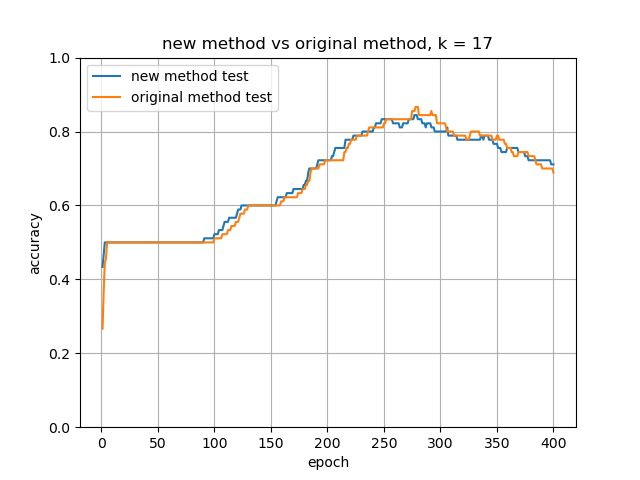 new method vs original method, k = 17
new method test
original method test
1.0
0.8
0.6
0.4
0.2
0.0
accuracy
0 50 100 150 200 250 300 350 400
epoch